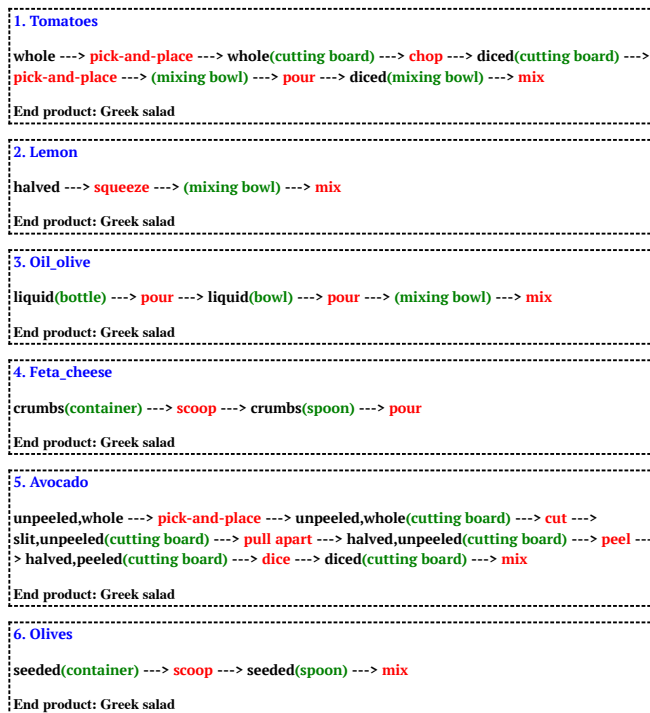 1. Tomatoes
whole ---> pick-and-place ---> whole(cutting board) ---> chop ---> diced(cutting board) --->
pick-and-place ---> (mixing bowl) ---> pour ---> diced(mixing bowl) ---> mix
End product: Greek salad
2. Lemon
halved ---> squeeze ---> (mixing bowl) ---> mix
End product: Greek salad
3. Oil_olive
liquid(bottle) ---> pour ---> liquid(bowl) ---> pour ---> (mixing bowl) ---> mix
End product: Greek salad
4. Feta_cheese
crumbs(container) ---> scoop ---> crumbs(spoon) ---> pour
End product: Greek salad
5. Avocado
unpeeled,whole ---> pick-and-place ---> unpeeled,whole(cutting board) ---> cut --->
slit,unpeeled(cutting board) ---> pull apart ---> halved,unpeeled(cutting board) ---> peel ---
> halved,peeled(cutting board) ---> dice ---> diced(cutting board) ---> mix
End product: Greek salad
6. Olives
seeded(container) ---> scoop ---> seeded(spoon) ---> mix
End product: Greek salad